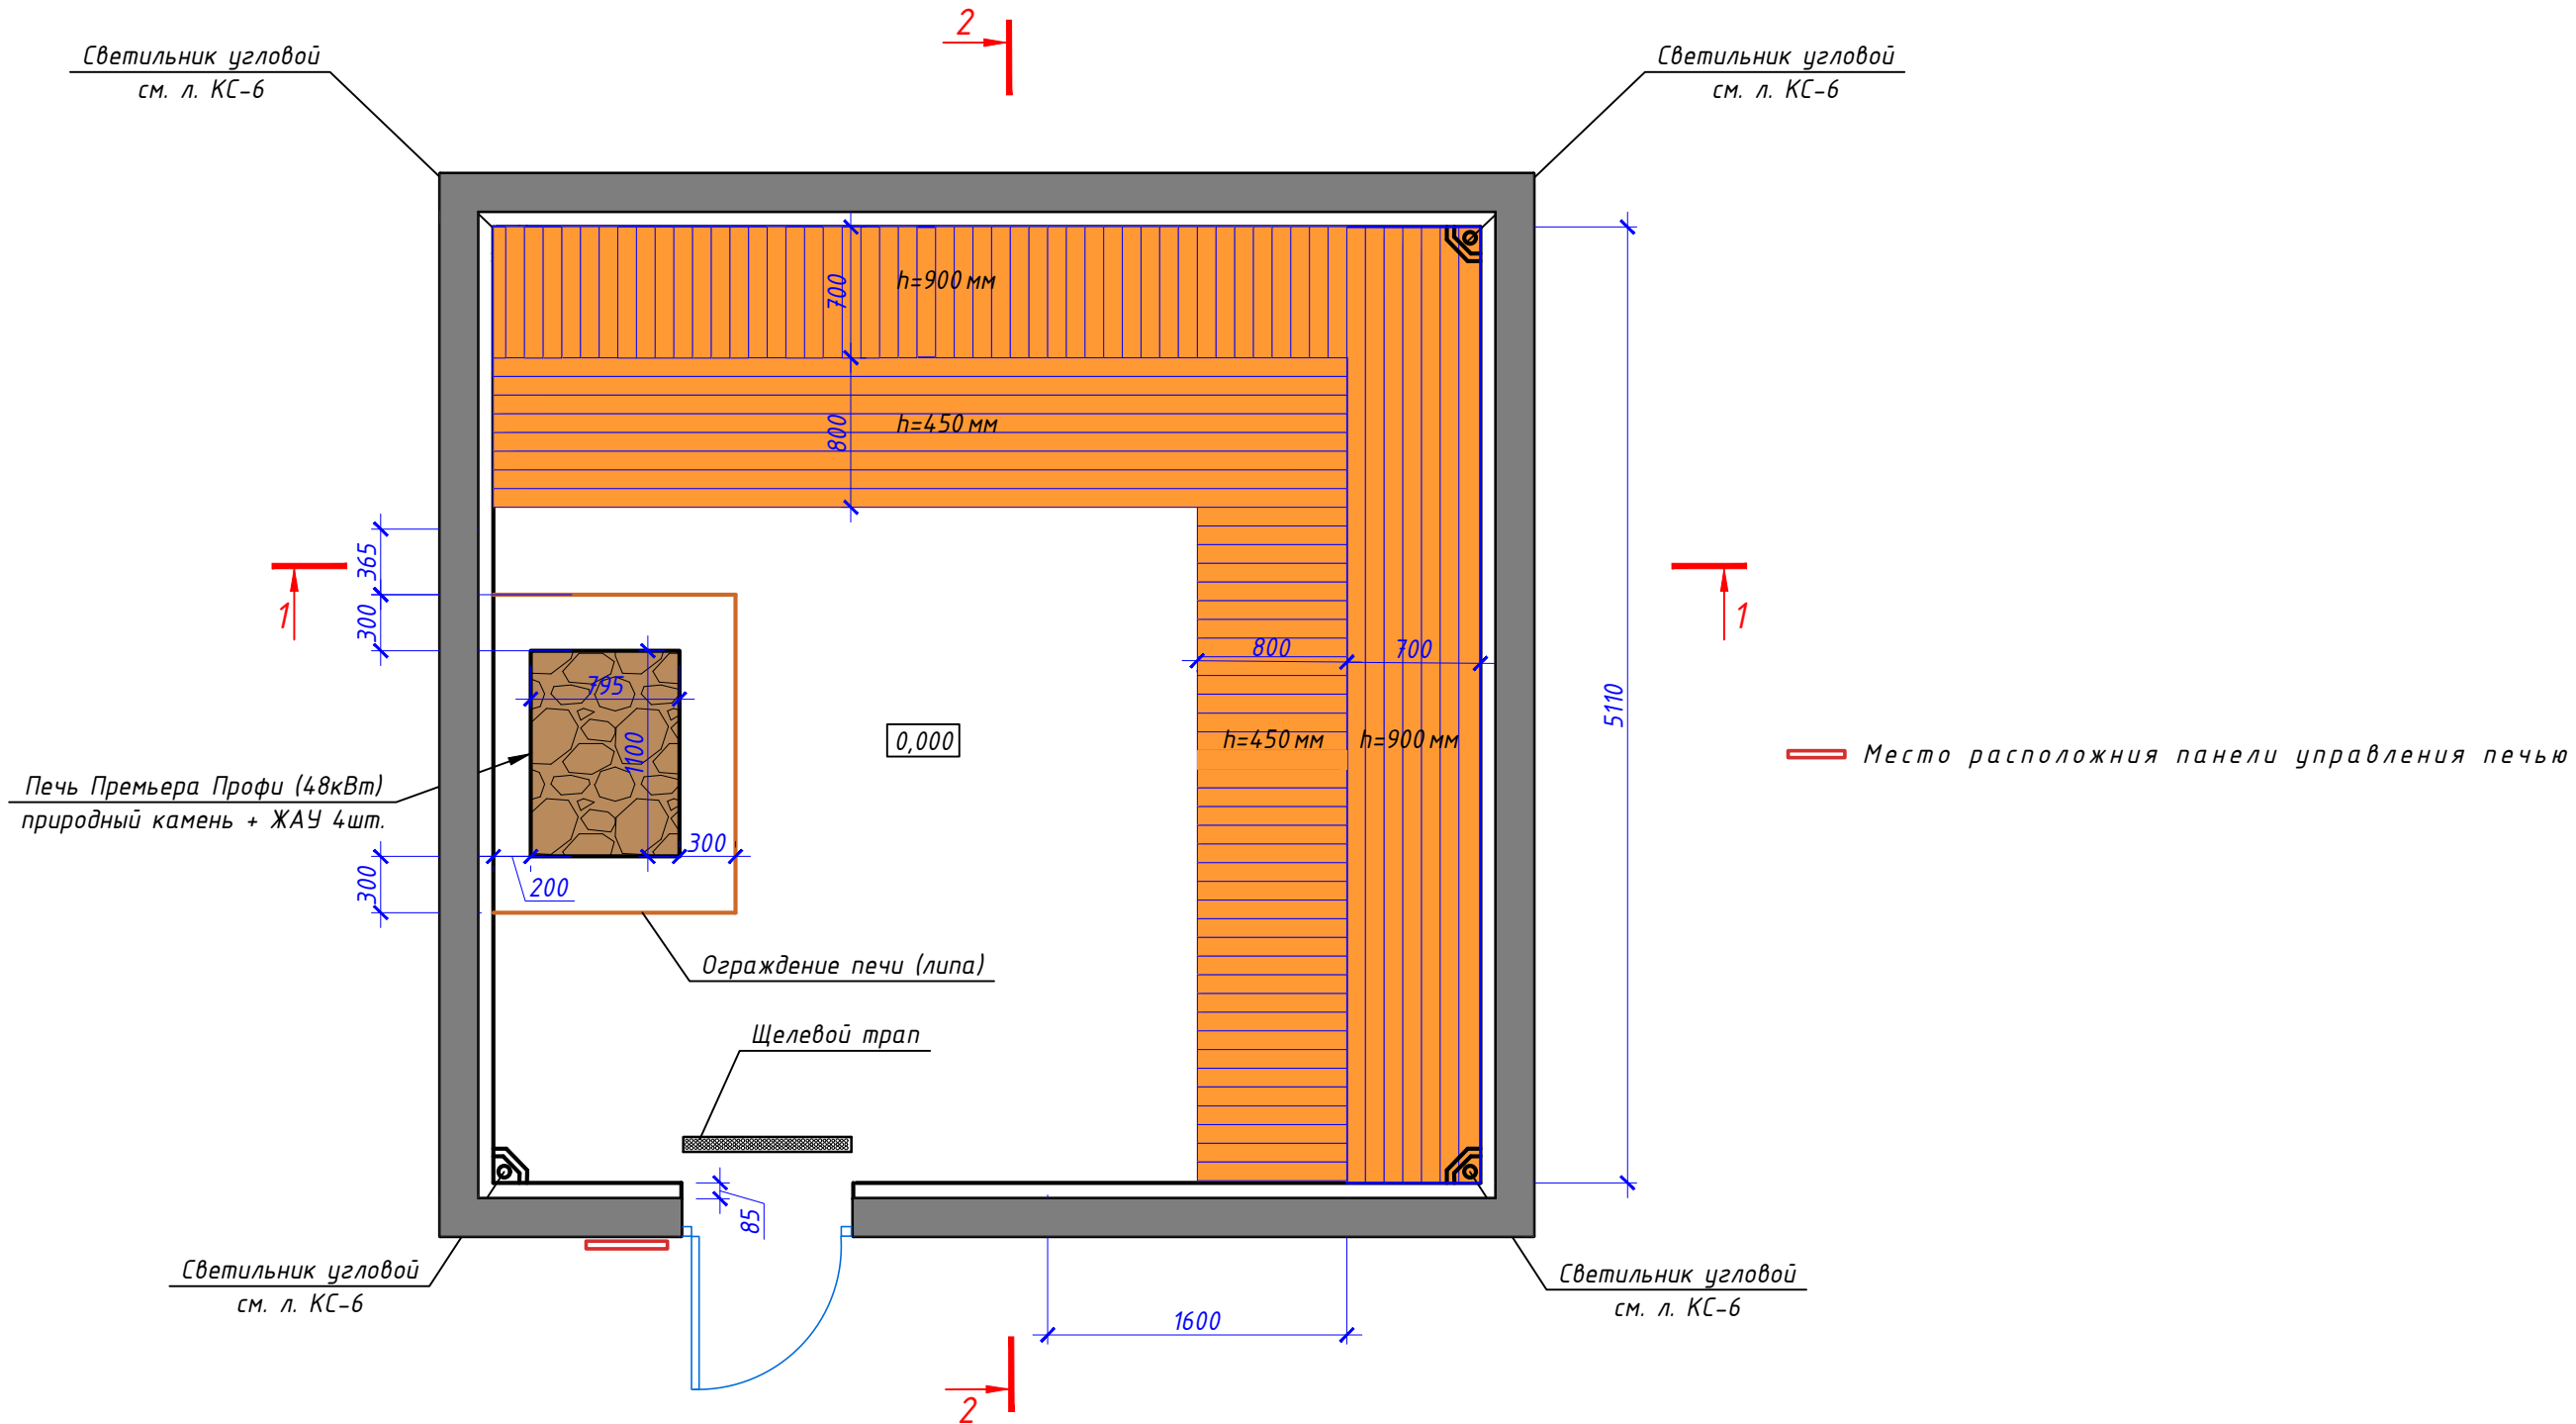 2
Светильник угловой
см. л. КС-6
Светильник угловой
см. л. КС-6
700
h=900 мм
800
h=450 мм
365
300
1
1
795
1100
800
700
5110
0,000
h=450 мм
h=900 мм
Место расположния панели управления печью
Печь Премьера Профи (48кВт)
природный камень + ЖАУ 4шт.
300
300
200
Ограждение печи (липа)
Щелевой трап
85
Светильник угловой
см. л. КС-6
Светильник угловой
см. л. КС-6
1600
2